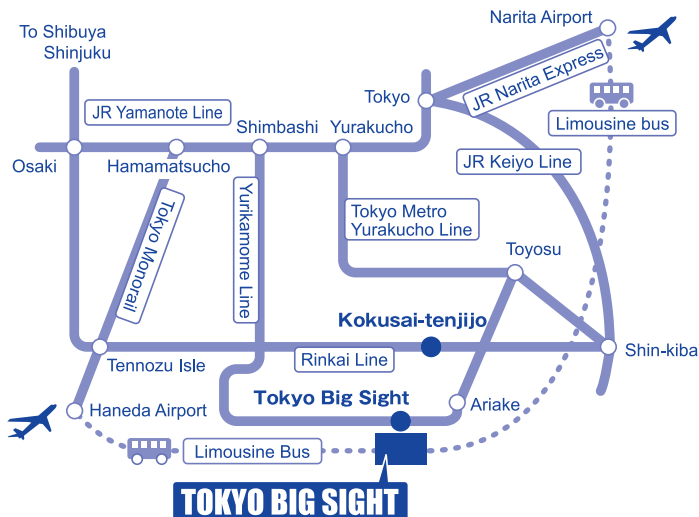 Narita Airport
To Shibuya
Shinjuku
JR Narita Express
Tokyo
JR Yamanote Line
Limousine bus
Shimbashi
Yurakucho
Osaki
Hamamatsucho
JR Keiyo Line
Tokyo Monorail
Yurikamome Line
Tokyo Metro
Yurakucho Line
Toyosu
Kokusai-tenjijo
Tennozu Isle
Rinkai Line
Shin-kiba
Tokyo Big Sight
Haneda Airport
Ariake
Limousine Bus
TOKYO BIG SIGHT